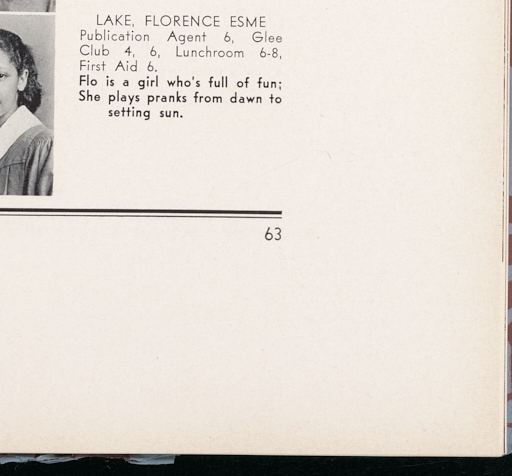 LAKE, FLORENCE ESME
Publication Agent 6, Glee
Club 4, 6, Lunchroom 6-8,
First Aid 6.
Flo is a girl who's full of fun;
She plays pranks from dawn to
setting sun.
63